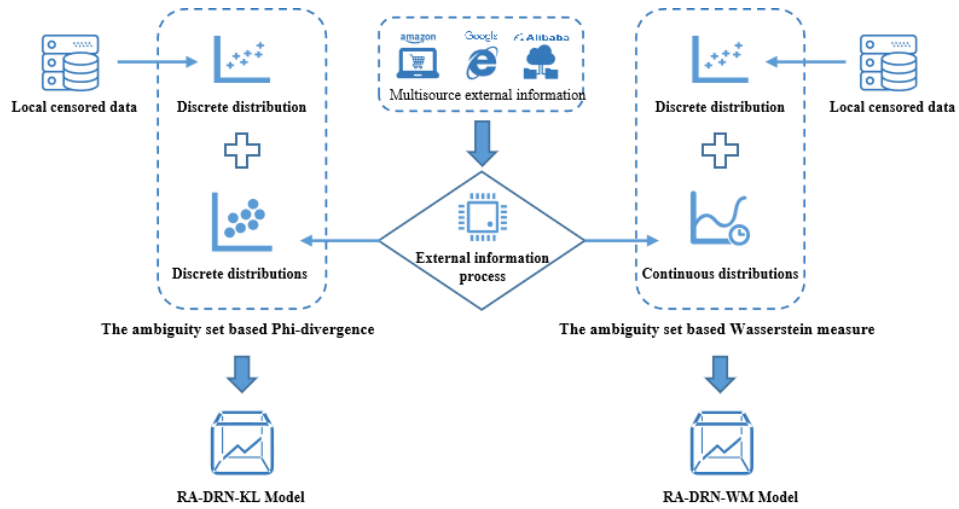 amazon
Google
Alibaba
Multisource external information
Local censored data
Discrete distribution
Discrete distribution
Local censored data
External information
process
Discrete distributions
Continuous distributions
The ambiguity set based Phi-divergence
The ambiguity set based Wasserstein measure
RA-DRN-KL Model
RA-DRN-WM Model